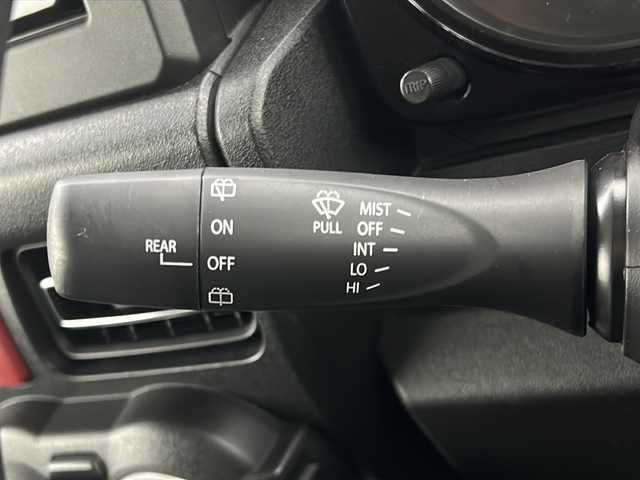 TRIP
MIST
OFF
INT
LO
HI
PULL
ON
OFF
REAR